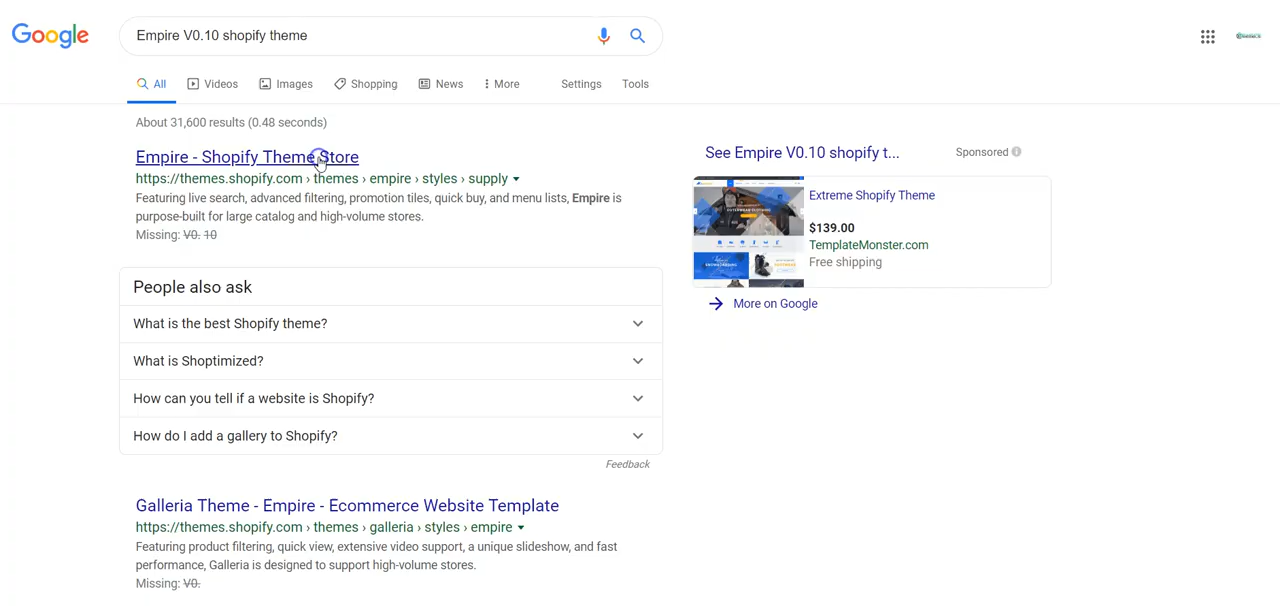 Google
Empire V0.10 shopify theme
All
Videos
Images
Shopping
News
More
Settings
Tools
About 31,600 results (0.48 seconds)
Empire - Shopify Theme Store
https://themes.shopify.com › themes › empire › styles › supply
Featuring live search, advanced filtering, promotion tiles, quick buy, and menu lists, Empire is
purpose-built for large catalog and high-volume stores.
Missing: V0. 10
People also ask
What is the best Shopify theme?
What is Shoptimized?
How can you tell if a website is Shopify?
How do I add a gallery to Shopify?
Feedback
Galleria Theme - Empire - Ecommerce Website Template
https://themes.shopify.com › themes › galleria › styles › empire
Featuring product filtering, quick view, extensive video support, a unique slideshow, and fast
performance, Galleria is designed to support high-volume stores.
Missing: V0.
See Empire V0.10 shopify t...
Sponsored
Extreme Shopify Theme
$139.00
TemplateMonster.com
Free shipping
More on Google